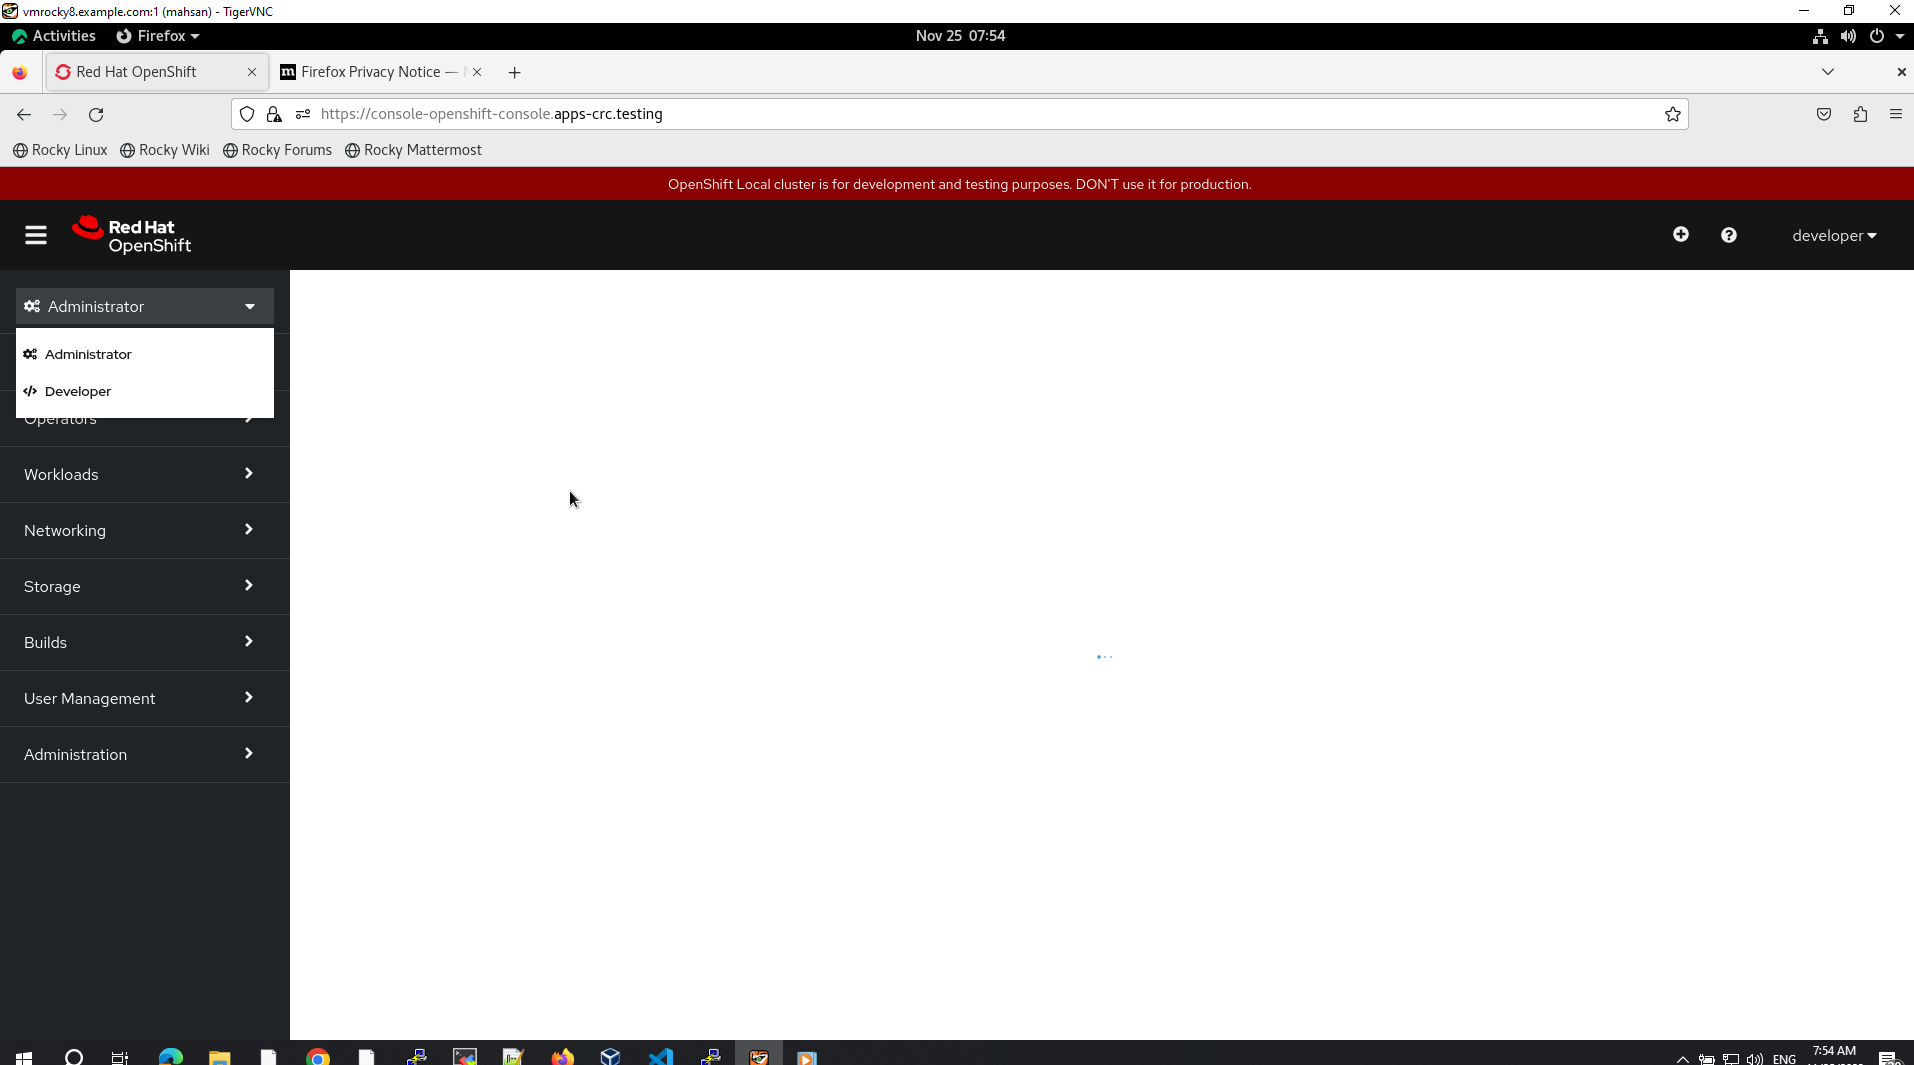 vmrocky8.example.com:1 (mahsan) - TigerVNC
Activities Firefox Nov 25 07:54
Red Hat OpenShift Firefox Privacy Notice —
https://console-openshift-console.apps-crc.testing
Rocky Linux Rocky Wiki Rocky Forums Rocky Mattermost
OpenShift Local cluster is for development and testing purposes. DON'T use it for production.
Red Hat
OpenShift
developer
Administrator
Administrator
Developer
Operators
Workloads
Networking
Storage
Builds
User Management
Administration
ENG 7:54 AM